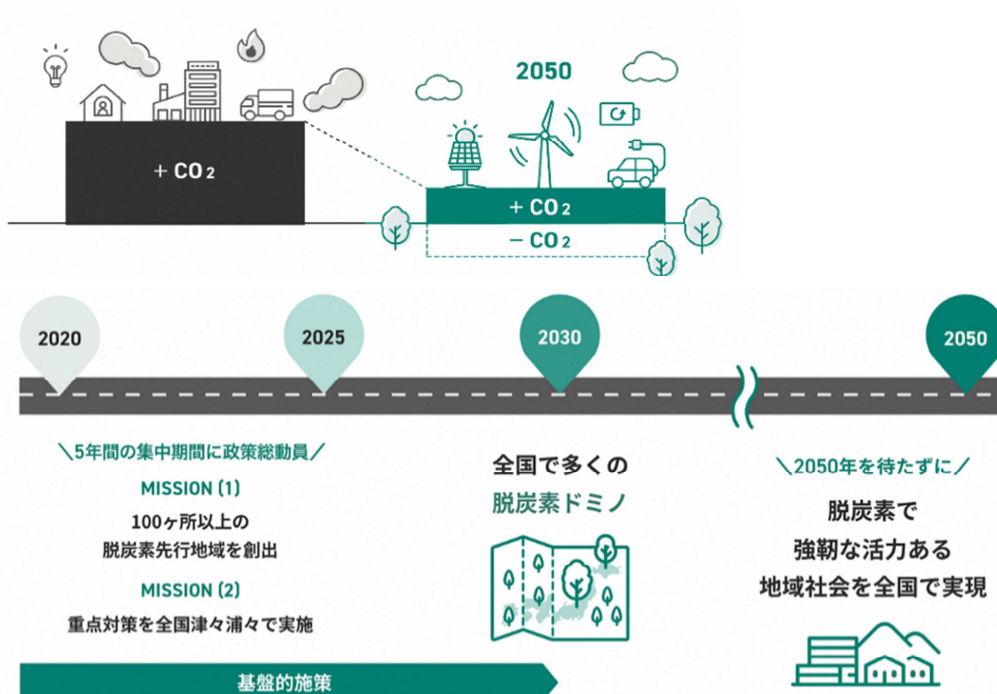 2050
+ CO2
+ CO2
− CO2
2020
2025
2030
2050
\5年間の集中期間に政策総動員/
MISSION (1)
100ヶ所以上の
脱炭素先行地域を創出
MISSION (2)
重点対策を全国津々浦々で実施
基盤的施策
全国で多くの
脱炭素ドミノ
\2050年を待たずに/
脱炭素で
強靭な活力ある
地域社会を全国で実現